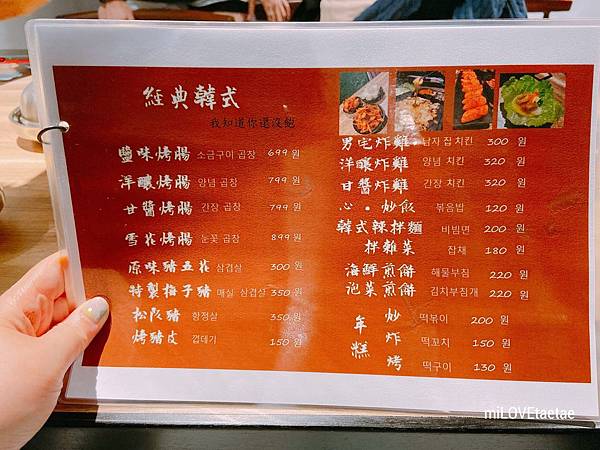 經典韓式
我知道你還沒飽
鹽味烤腸 소금구이 곱창 699 원
洋釀烤腸 양념 곱창 799 원
甘醬烤腸 간장 곱창 799 원
雪花烤腸 눈꽃 곱창 899 원
原味豬五花 삼겹살 300 원
特製梅子豬 매실 삼겹살 350 원
松阪豬 항정살 350 원
烤豬皮 껍데기 150 원
男宅炸雞 남자 집 치킨 300 원
洋釀炸雞 양념 치킨 320 원
甘醬炸雞 간장 치킨 320 원
心·炒飯 볶음밥 120 원
韓式辣拌麵 비빔면 200 원
拌雜菜 잡채 180 원
海鮮煎餅 해물부침 220 원
泡菜煎餅 김치부침개 220 원
年糕
炒 떡볶이 200 원
炸 떡꼬치 150 원
烤 떡구이 130 원
miLOVEtaetae